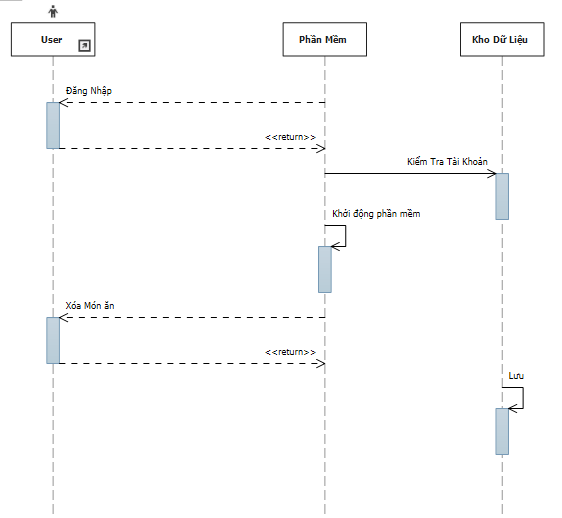 User
Phần Mềm
Kho Dữ Liệu
Đăng Nhập
<<return>>
Kiểm Tra Tài Khoản
Khởi động phần mềm
Xóa Món ăn
<<return>>
Lưu